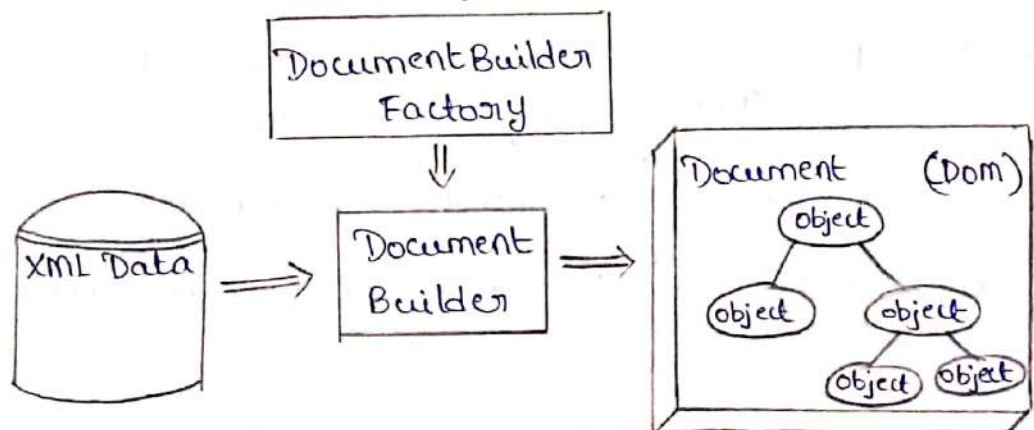 DocumentBuilder
Factory
XML Data
Document
Builder
Document (DOM)
object
object
object
object
object